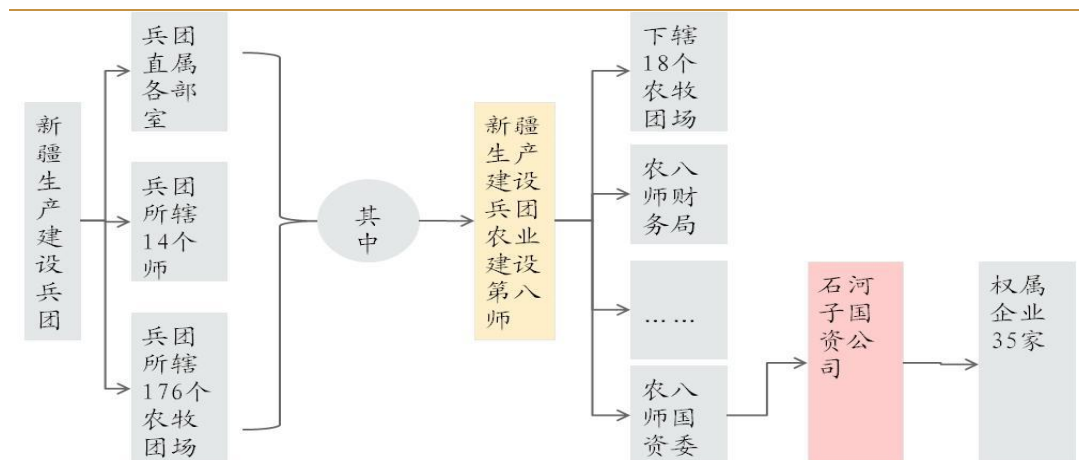 新疆生产建设兵团
兵团
直属
各部
室
兵团
所辖
14个
师
兵团
所辖
176个
农牧
团场
其
中
新疆
生产
建设
兵团
农业
建设
第八
师
下辖
18个
农牧
团场
农八
师财
务局
……
农八
师国
资委
石河
子国
资公
司
权属
企业
35家